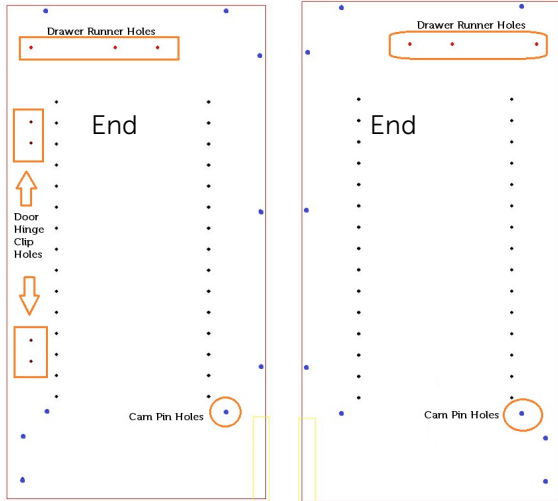 Drawer Runner Holes
End
Door
Hinge
Clip
Holes
Cam Pin Holes
Drawer Runner Holes
End
Cam Pin Holes